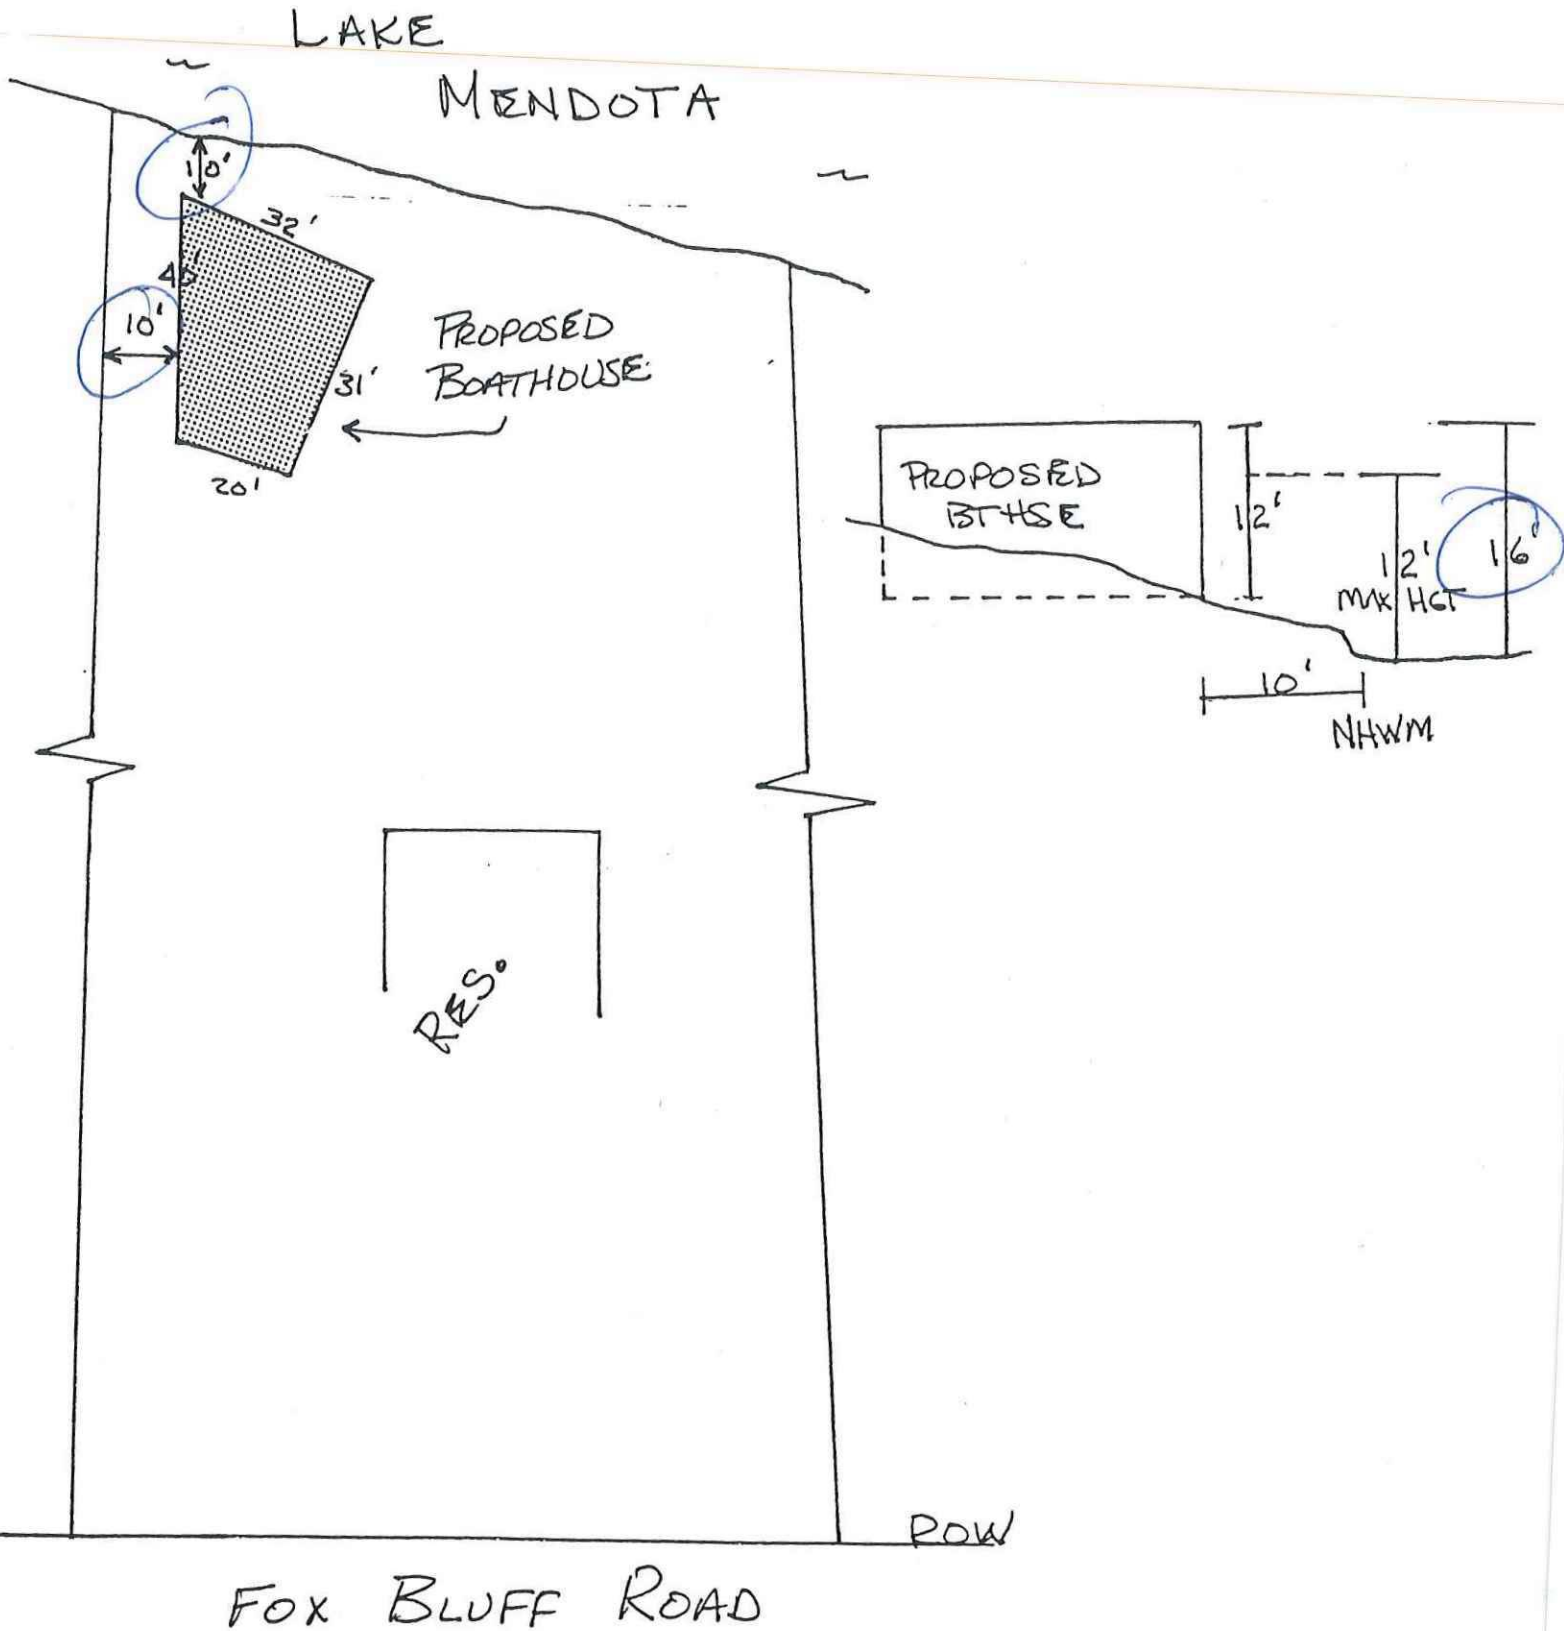 LAKE
MENDOTA
10'
32'
40'
10'
PROPOSED
BOATHOUSE
31'
20'
PROPOSED
BTHSE
12'
12'
MAX HGT
16'
10'
NHWM
RES.
ROW
FOX BLUFF ROAD